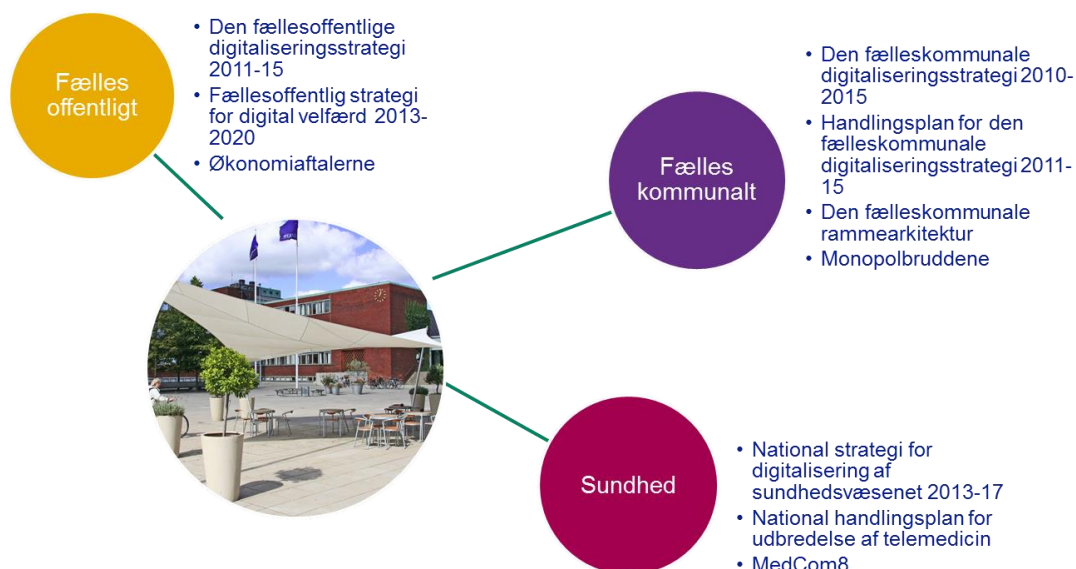 Fælles
offentligt
• Den fællesoffentlige
digitaliseringsstrategi
2011-15
• Fællesoffentlig strategi
for digital velfærd 2013-
2020
• Økonomiaftalerne
Fælles
kommunalt
• Den fælleskommunale
digitaliseringsstrategi 2010-
2015
• Handlingsplan for den
fælleskommunale
digitaliseringsstrategi 2011-
15
• Den fælleskommunale
rammearkitektur
• Monopolbruddene
Sundhed
• National strategi for
digitalisering af
sundhedsvæsenet 2013-17
• National handlingsplan for
udbredelse af telemedicin
• MedCom8